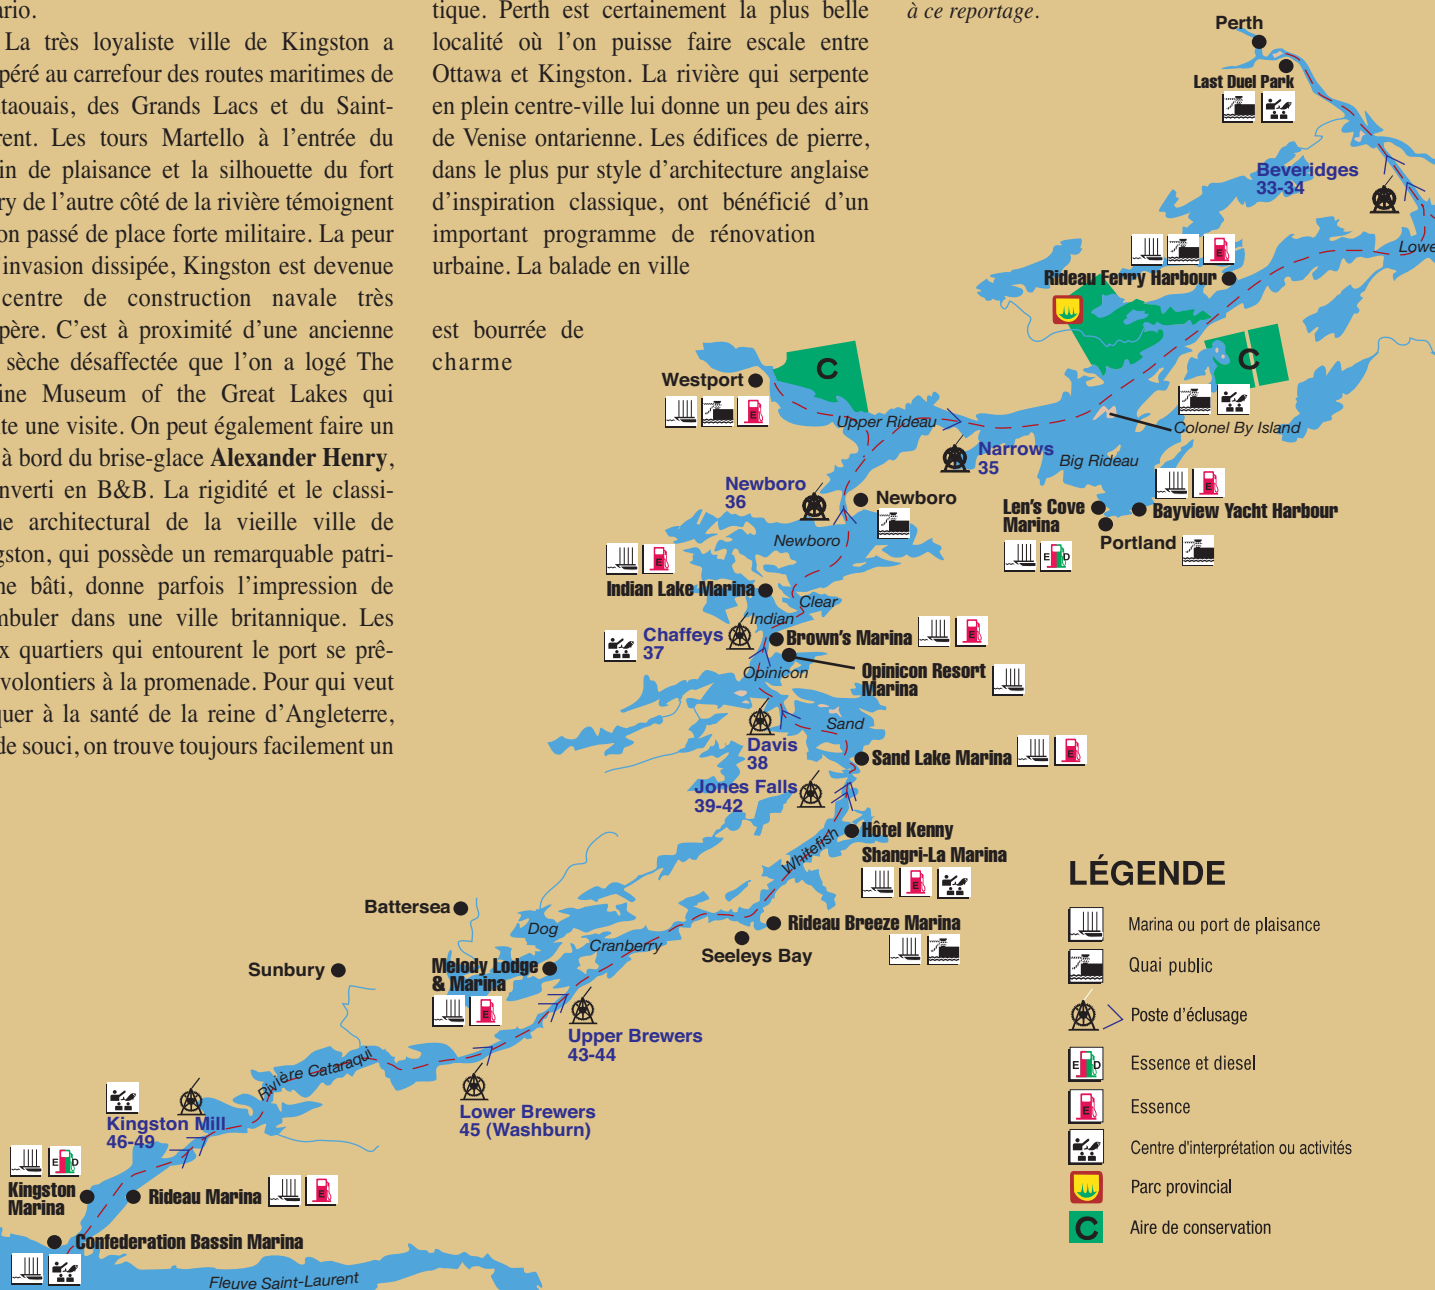 ario.
La très loyaliste ville de Kingston a
péré au carrefour des routes maritimes de
taouais, des Grands Lacs et du Saint-
rent. Les tours Martello à l’entrée du
in de plaisance et la silhouette du fort
ry de l’autre côté de la rivière témoignent
on passé de place forte militaire. La peur
’invasion dissipée, Kingston est devenue
centre de construction navale très
père. C’est à proximité d’une ancienne
sèche désaffectée que l’on a logé The
ine Museum of the Great Lakes qui
ite une visite. On peut également faire un
à bord du brise-glace Alexander Henry,
nverti en B&B. La rigidité et le classi-
ne architectural de la vieille ville de
gston, qui possède un remarquable patri-
ne bâti, donne parfois l’impression de
mbuler dans une ville britannique. Les
x quartiers qui entourent le port se prê-
volontiers à la promenade. Pour qui veut
quer à la santé de la reine d’Angleterre,
de souci, on trouve toujours facilement un
tique. Perth est certainement la plus belle
localité où l’on puisse faire escale entre
Ottawa et Kingston. La rivière qui serpente
en plein centre-ville lui donne un peu des airs
de Venise ontarienne. Les édifices de pierre,
dans le plus pur style d’architecture anglaise
d’inspiration classique, ont bénéficié d’un
important programme de rénovation
urbaine. La balade en ville
est bourrée de
charme
à ce reportage.
Perth
Last Duel Park
Beveridges
33-34
Lowe
Rideau Ferry Harbour
C
C
Westport
Upper Rideau
Colonel By Island
Narrows
35
Big Rideau
Newboro
36
Newboro
Len's Cove
Marina
E D
Bayview Yacht Harbour
E
Portland
Newboro
E
Indian Lake Marina
Clear
Indian
Chaffeys
37
Brown's Marina
E
Opinicon
Opinicon Resort
Marina
Sand
Davis
38
Sand Lake Marina
E
Jones Falls
39-42
Hôtel Kenny
Whitefish
Shangri-La Marina
E
Battersea
Dog
Rideau Breeze Marina
Cranberry
Seeleys Bay
Sunbury
Melody Lodge
& Marina
E
Upper Brewers
43-44
Rivière Cataraqui
Lower Brewers
45 (Washburn)
Kingston Mill
46-49
E D
Kingston
Marina
Rideau Marina
E
Confederation Bassin Marina
Fleuve Saint-Laurent
LÉGENDE
Marina ou port de plaisance
Quai public
Poste d’éclusage
E D
Essence et diesel
E
Essence
Centre d'interprétation ou activités
Parc provincial
C
Aire de conservation